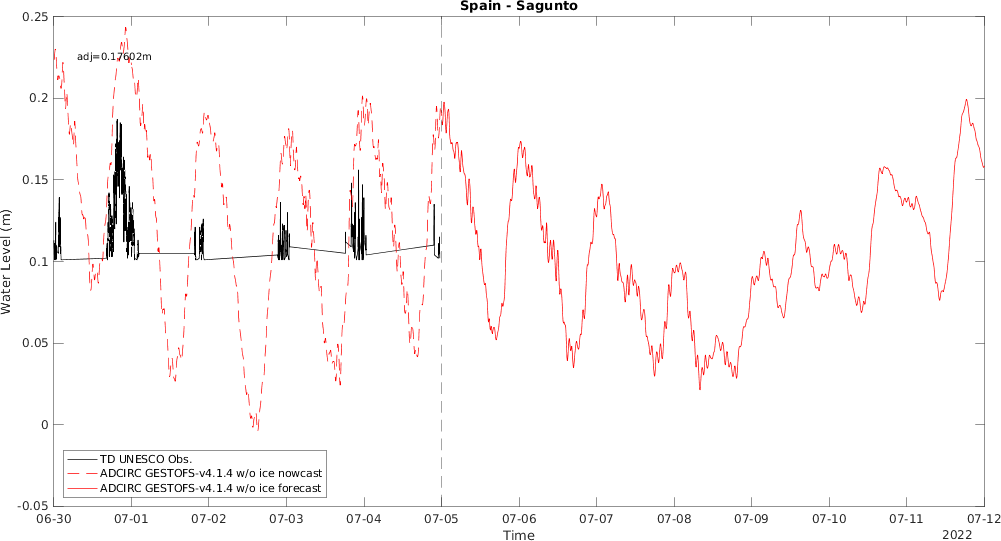 Spain - Sagunto
0.25
0.2
0.15
0.1
0.05
0
-0.05
Water Level (m)
adj=0.17602m
TD UNESCO Obs.
ADCIRC GESTOFS-v4.1.4 w/o ice nowcast
ADCIRC GESTOFS-v4.1.4 w/o ice forecast
06-30 07-01 07-02 07-03 07-04 07-05 07-06 07-07 07-08 07-09 07-10 07-11 07-12
Time
2022